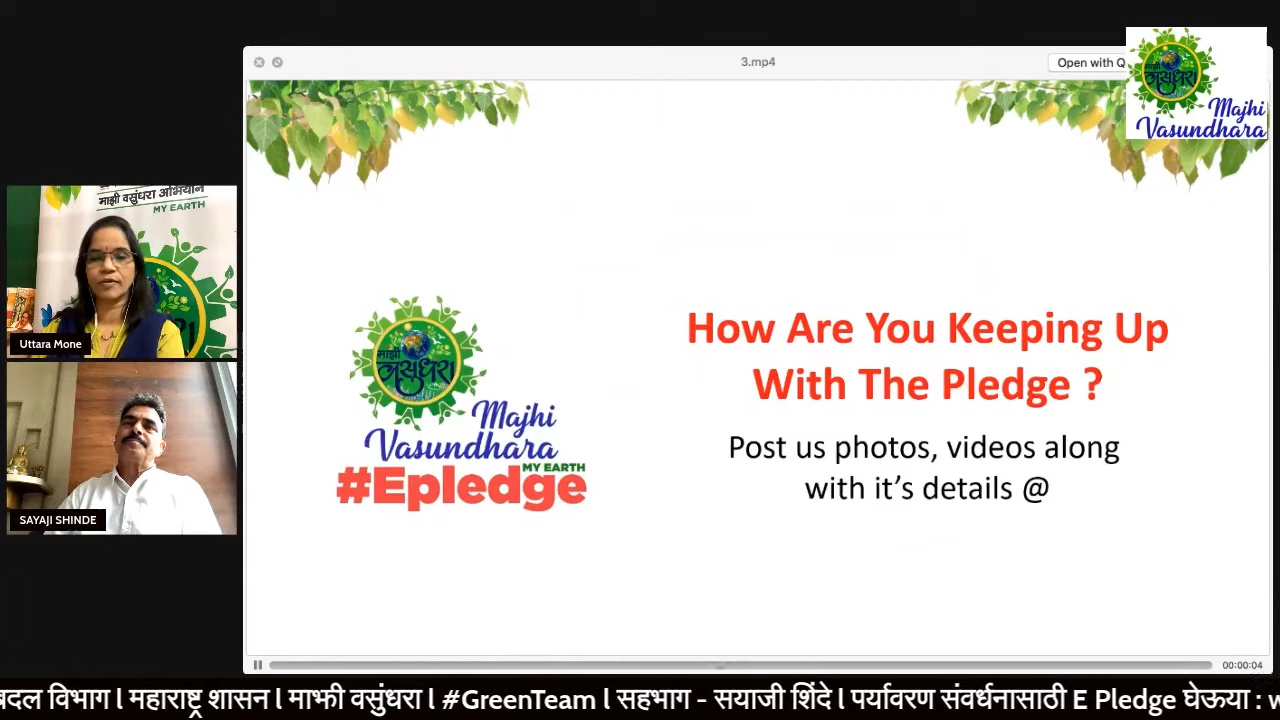 3.mp4
Open with Q
माझी
वसुंधरा
Majhi
Vasundhara
माझी वसुंधरा अभियान
MY EARTH
Uttara Mone
SAYAJI SHINDE
माझी
वसुंधरा
Majhi
Vasundhara
MY EARTH
#Epledge
How Are You Keeping Up
With The Pledge ?
Post us photos, videos along
with it's details @
00:00:04
बदल विभाग l महाराष्ट्र शासन l माझी वसुंधरा l #GreenTeam l सहभाग - सयाजी शिंदे l पर्यावरण संवर्धनासाठी E Pledge घेऊया : w